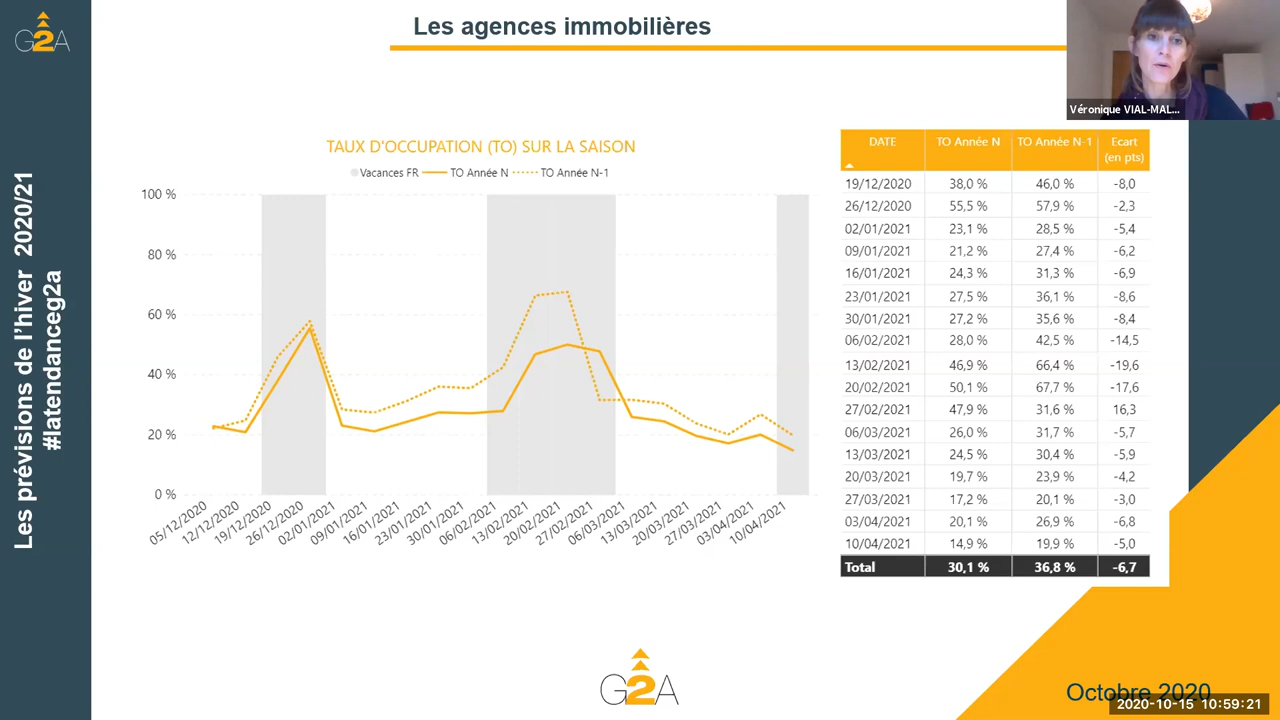 Les agences immobilières
G2A
Véronique VIAL-MAL...
Les prévisions de l'hiver 2020/21
#latendanceg2a
TAUX D'OCCUPATION (TO) SUR LA SAISON
Vacances FR TO Année N TO Année N-1
100 %
80 %
60 %
40 %
20 %
0 %
05/12/2020 12/12/2020 19/12/2020 26/12/2020 02/01/2021 09/01/2021 16/01/2021 23/01/2021 30/01/2021 06/02/2021 13/02/2021 20/02/2021 27/02/2021 06/03/2021 13/03/2021 20/03/2021 27/03/2021 03/04/2021 10/04/2021
DATE TO Année N TO Année N-1 Ecart
(en pts)
19/12/2020 38,0 % 46,0 % -8,0
26/12/2020 55,5 % 57,9 % -2,3
02/01/2021 23,1 % 28,5 % -5,4
09/01/2021 21,2 % 27,4 % -6,2
16/01/2021 24,3 % 31,3 % -6,9
23/01/2021 27,5 % 36,1 % -8,6
30/01/2021 27,2 % 35,6 % -8,4
06/02/2021 28,0 % 42,5 % -14,5
13/02/2021 46,9 % 66,4 % -19,6
20/02/2021 50,1 % 67,7 % -17,6
27/02/2021 47,9 % 31,6 % 16,3
06/03/2021 26,0 % 31,7 % -5,7
13/03/2021 24,5 % 30,4 % -5,9
20/03/2021 19,7 % 23,9 % -4,2
27/03/2021 17,2 % 20,1 % -3,0
03/04/2021 20,1 % 26,9 % -6,8
10/04/2021 14,9 % 19,9 % -5,0
Total 30,1 % 36,8 % -6,7
G2A
Octobre 2020
2020-10-15 10:59:21